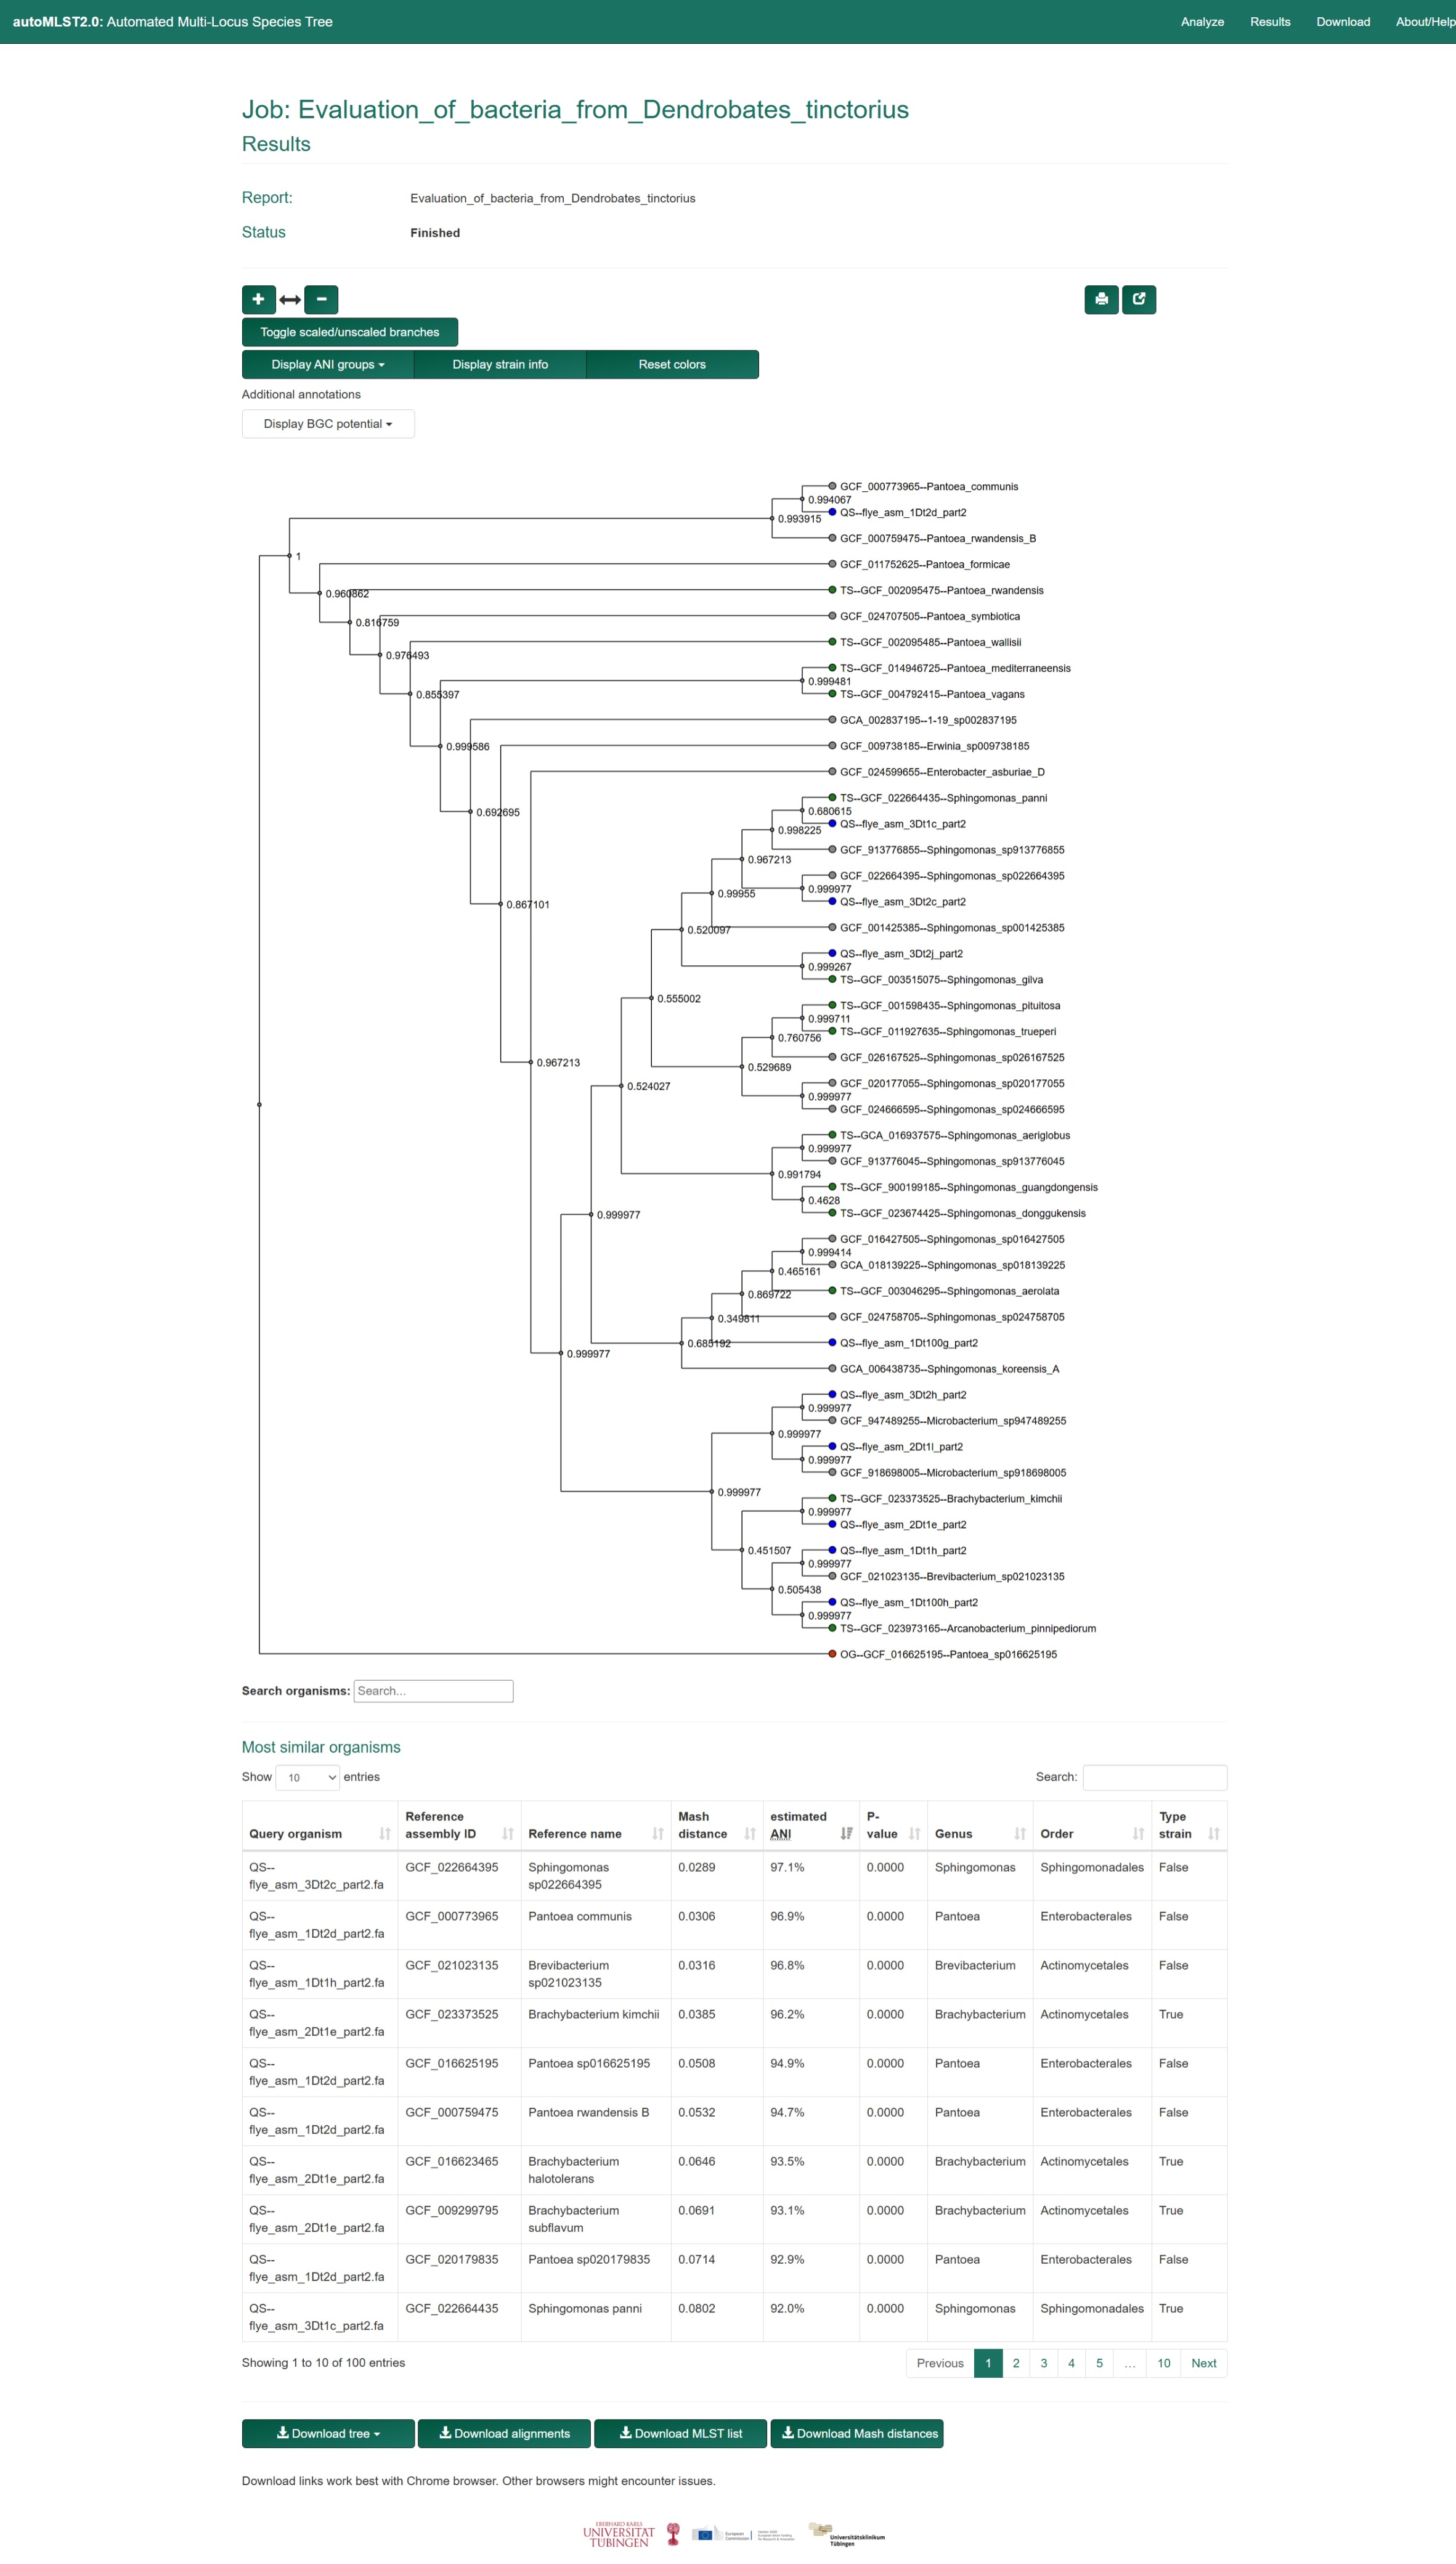 autoMLST2.0: Automated Multi-Locus Species Tree
Analyze Results Download About/Help
Job: Evaluation_of_bacteria_from_Dendrobates_tinctorius
Results
Report: Evaluation_of_bacteria_from_Dendrobates_tinctorius
Status Finished
Toggle scaled/unscaled branches
Display ANI groups Display strain info Reset colors
Additional annotations
Display BGC potential
GCF_000773965--Pantoea_communis
0.994067
QS--flye_asm_1Dt2d_part2
0.993915
GCF_000759475--Pantoea_rwandensis_B
1
GCF_011752625--Pantoea_formicae
TS--GCF_002095475--Pantoea_rwandensis
0.960862
GCF_024707505--Pantoea_symbiotica
0.816759
TS--GCF_002095485--Pantoea_wallisii
0.976493
TS--GCF_014946725--Pantoea_mediterraneensis
0.999481
TS--GCF_004792415--Pantoea_vagans
0.855397
GCA_002837195--1-19_sp002837195
GCF_009738185--Erwinia_sp009738185
0.999586
GCF_024599655--Enterobacter_asburiae_D
TS--GCF_022664435--Sphingomonas_panni
0.680615
0.692695
QS--flye_asm_3Dt1c_part2
0.998225
GCF_913776855--Sphingomonas_sp913776855
0.967213
GCF_022664395--Sphingomonas_sp022664395
0.999977
0.99955
QS--flye_asm_3Dt2c_part2
0.867101
GCF_001425385--Sphingomonas_sp001425385
0.520097
QS--flye_asm_3Dt2j_part2
0.999267
TS--GCF_003515075--Sphingomonas_gilva
0.555002
TS--GCF_001598435--Sphingomonas_pituitosa
0.999711
TS--GCF_011927635--Sphingomonas_trueperi
0.760756
GCF_026167525--Sphingomonas_sp026167525
0.967213
0.529689
GCF_020177055--Sphingomonas_sp020177055
0.524027
0.999977
GCF_024666595--Sphingomonas_sp024666595
TS--GCA_016937575--Sphingomonas_aeriglobus
0.999977
GCF_913776045--Sphingomonas_sp913776045
0.991794
TS--GCF_900199185--Sphingomonas_guangdongensis
0.4628
TS--GCF_023674425--Sphingomonas_donggukensis
0.999977
GCF_016427505--Sphingomonas_sp016427505
0.999414
GCA_018139225--Sphingomonas_sp018139225
0.465161
TS--GCF_003046295--Sphingomonas_aerolata
0.869722
GCF_024758705--Sphingomonas_sp024758705
0.349811
QS--flye_asm_1Dt100g_part2
0.685192
0.999977
GCA_006438735--Sphingomonas_koreensis_A
QS--flye_asm_3Dt2h_part2
0.999977
GCF_947489255--Microbacterium_sp947489255
0.999977
QS--flye_asm_2Dt1l_part2
0.999977
GCF_918698005--Microbacterium_sp918698005
0.999977
TS--GCF_023373525--Brachybacterium_kimchii
0.999977
QS--flye_asm_2Dt1e_part2
0.451507
QS--flye_asm_1Dt1h_part2
0.999977
GCF_021023135--Brevibacterium_sp021023135
0.505438
QS--flye_asm_1Dt100h_part2
0.999977
TS--GCF_023973165--Arcanobacterium_pinnipediorum
OG--GCF_016625195--Pantoea_sp016625195
Search organisms: Search...
Most similar organisms
Show 10 entries Search:
Reference Mash estimated P- Type
Query organism assembly ID Reference name distance ANI value Genus Order strain
QS-- GCF_022664395 Sphingomonas 0.0289 97.1% 0.0000 Sphingomonas Sphingomonadales False
flye_asm_3Dt2c_part2.fa sp022664395
QS-- GCF_000773965 Pantoea communis 0.0306 96.9% 0.0000 Pantoea Enterobacterales False
flye_asm_1Dt2d_part2.fa
QS-- GCF_021023135 Brevibacterium 0.0316 96.8% 0.0000 Brevibacterium Actinomycetales False
flye_asm_1Dt1h_part2.fa sp021023135
QS-- GCF_023373525 Brachybacterium kimchii 0.0385 96.2% 0.0000 Brachybacterium Actinomycetales True
flye_asm_2Dt1e_part2.fa
QS-- GCF_016625195 Pantoea sp016625195 0.0508 94.9% 0.0000 Pantoea Enterobacterales False
flye_asm_1Dt2d_part2.fa
QS-- GCF_000759475 Pantoea rwandensis B 0.0532 94.7% 0.0000 Pantoea Enterobacterales False
flye_asm_1Dt2d_part2.fa
QS-- GCF_016623465 Brachybacterium 0.0646 93.5% 0.0000 Brachybacterium Actinomycetales True
flye_asm_2Dt1e_part2.fa halotolerans
QS-- GCF_009299795 Brachybacterium 0.0691 93.1% 0.0000 Brachybacterium Actinomycetales True
flye_asm_2Dt1e_part2.fa subflavum
QS-- GCF_020179835 Pantoea sp020179835 0.0714 92.9% 0.0000 Pantoea Enterobacterales False
flye_asm_1Dt2d_part2.fa
QS-- GCF_022664435 Sphingomonas panni 0.0802 92.0% 0.0000 Sphingomonas Sphingomonadales True
flye_asm_3Dt1c_part2.fa
Showing 1 to 10 of 100 entries Previous 1 2 3 4 5 … 10 Next
Download tree Download alignments Download MLST list Download Mash distances
Download links work best with Chrome browser. Other browsers might encounter issues.
EBERHARD KARLS
UNIVERSITÄT
TÜBINGEN
European
Commission
Universitätsklinikum
Tübingen